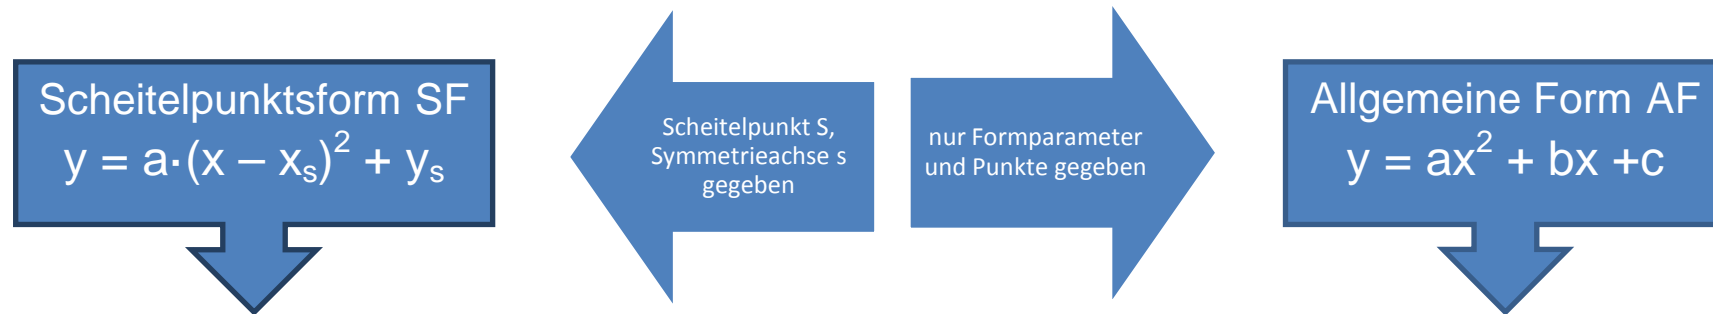 Scheitelpunktsform SF
y = a·(x – xₛ)² + yₛ
Scheitelpunkt S,
Symmetrieachse s
gegeben
nur Formparameter
und Punkte gegeben
Allgemeine Form AF
y = ax² + bx +c